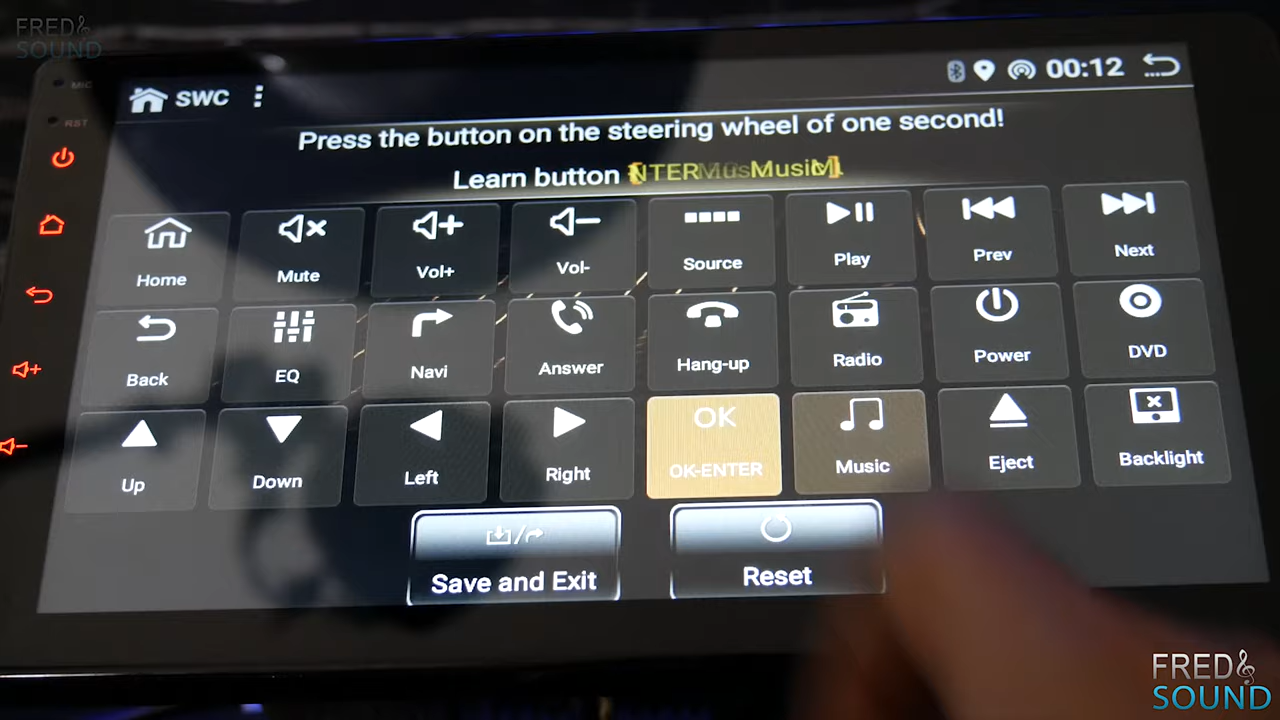 FRED
SOUND
MIC
RST
SWC
00:12
Press the button on the steering wheel of one second!
Learn button
Home Mute Vol+ Vol- Source Play Prev Next
Back EQ Navi Answer Hang-up Radio Power DVD
OK
Up Down Left Right OK-ENTER Music Eject Backlight
Save and Exit Reset
FRED
SOUND